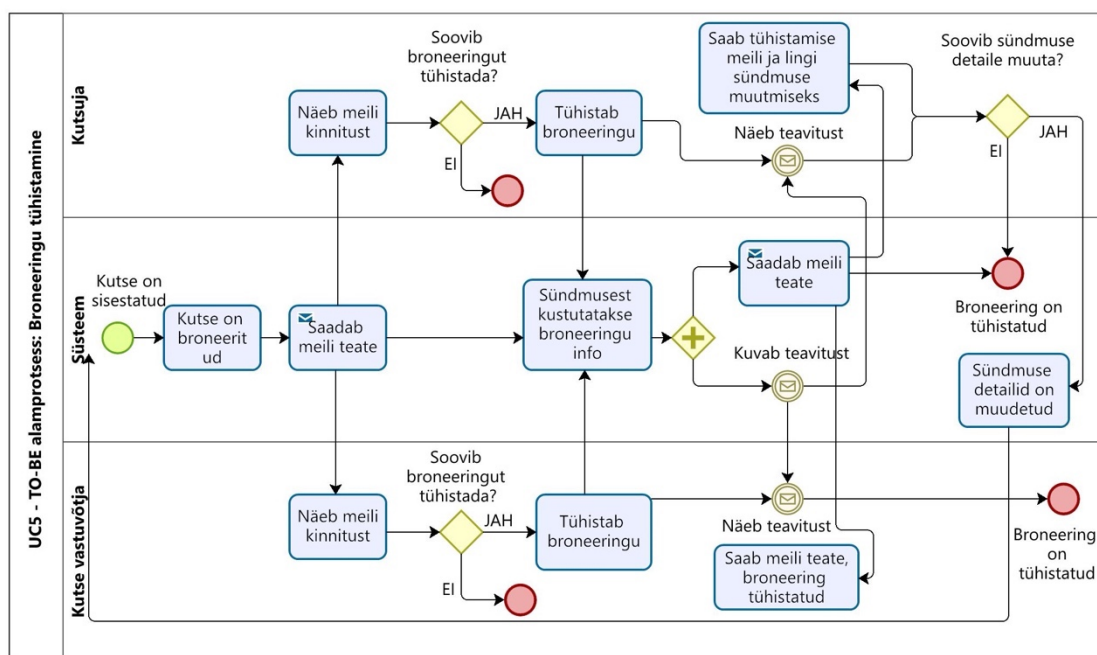 UC5 - TO-BE alamprotsess: Broneeringu tühistamine
Kutsuja
Soovib
broneeringut
tühistada?
Näeb meili
kinnitust
JAH
EI
Tühistab
broneeringu
Saab tühistamise
meili ja lingi
sündmuse
muutmiseks
Näeb teavitust
Soovib sündmuse
detaile muuta?
JAH
EI
Süsteem
Kutse on
sisestatud
Kutse on
broneerit
ud
Saadab
meili teate
Sündmusest
kustutatakse
broneeringu
info
Saadab meili
teate
Kuvab teavitust
Broneering on
tühistatud
Sündmuse
detailid on
muudetud
Kutse vastuvõtja
Soovib
broneeringut
tühistada?
Näeb meili
kinnitust
JAH
EI
Tühistab
broneeringu
Näeb teavitust
Saab meili teate,
broneering
tühistatud
Broneering
on
tühistatud